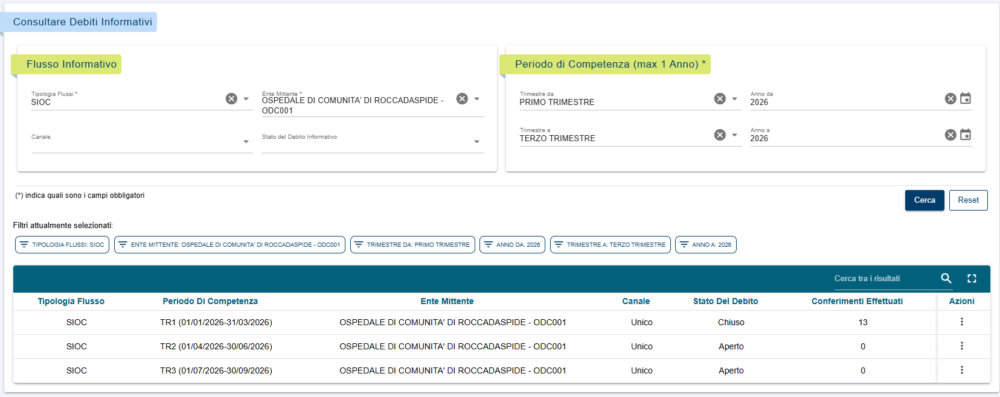 Consultare Debiti Informativi
Flusso Informativo
Tipologia Flussi *
SIOC
Ente Mittente *
OSPEDALE DI COMUNITA' DI ROCCADASPIDE -
ODC001
Canale
Stato del Debito Informativo
Periodo di Competenza (max 1 Anno) *
Trimestre da
PRIMO TRIMESTRE
Anno da
2026
Trimestre a
TERZO TRIMESTRE
Anno a
2026
(*) indica quali sono i campi obbligatori
Cerca
Reset
Filtri attualmente selezionati:
TIPOLOGIA FLUSSI: SIOC
ENTE MITTENTE: OSPEDALE DI COMUNITA' DI ROCCADASPIDE - ODC001
TRIMESTRE DA: PRIMO TRIMESTRE
ANNO DA: 2026
TRIMESTRE A: TERZO TRIMESTRE
ANNO A: 2026
Cerca tra i risultati
Tipologia Flusso Periodo Di Competenza Ente Mittente Canale Stato Del Debito Conferimenti Effettuati Azioni
SIOC TR1 (01/01/2026-31/03/2026) OSPEDALE DI COMUNITA' DI ROCCADASPIDE - ODC001 Unico Chiuso 13
SIOC TR2 (01/04/2026-30/06/2026) OSPEDALE DI COMUNITA' DI ROCCADASPIDE - ODC001 Unico Aperto 0
SIOC TR3 (01/07/2026-30/09/2026) OSPEDALE DI COMUNITA' DI ROCCADASPIDE - ODC001 Unico Aperto 0